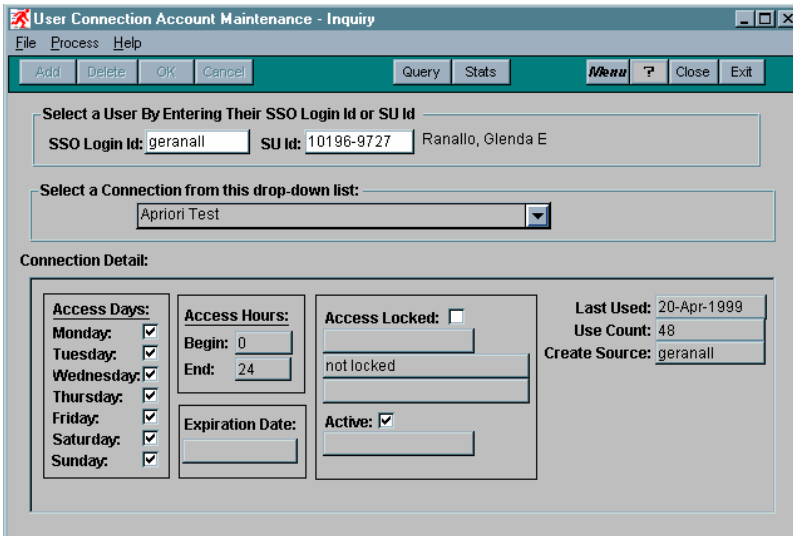 User Connection Account Maintenance - Inquiry
File Process Help
Add Delete OK Cancel Query Stats Menu ? Close Exit
Select a User By Entering Their SSO Login Id or SU Id
SSO Login Id: geranall SU Id: 10196-9727 Ranallo, Glenda E
Select a Connection from this drop-down list:
Apriori Test
Connection Detail:
Access Days:
Monday:
Tuesday:
Wednesday:
Thursday:
Friday:
Saturday:
Sunday:
Access Hours:
Begin: 0
End: 24
Expiration Date:
Access Locked:
not locked
Active:
Last Used: 20-Apr-1999
Use Count: 48
Create Source: geranall